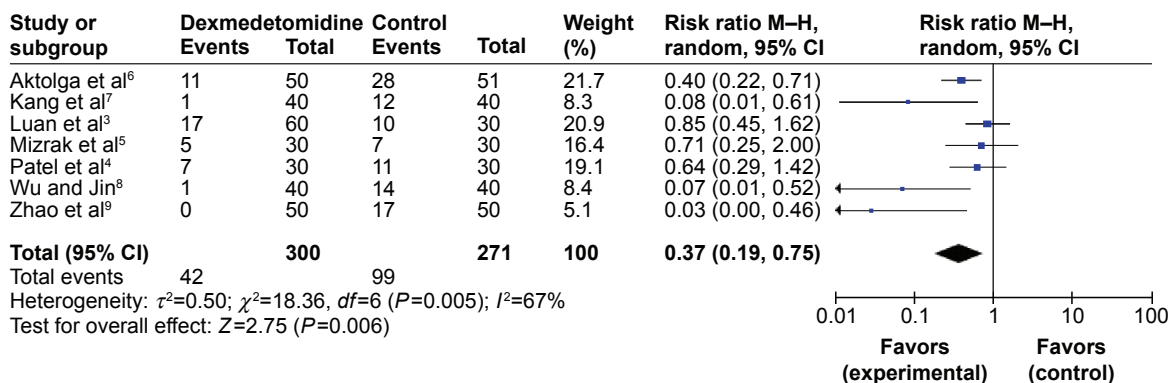 Study or Dexmedetomidine Control Weight Risk ratio M–H, Risk ratio M–H,
subgroup Events Total Events Total (%) random, 95% CI random, 95% CI
Aktolga et al⁶ 11 50 28 51 21.7 0.40 (0.22, 0.71)
Kang et al⁷ 1 40 12 40 8.3 0.08 (0.01, 0.61)
Luan et al³ 17 60 10 30 20.9 0.85 (0.45, 1.62)
Mizrak et al⁵ 5 30 7 30 16.4 0.71 (0.25, 2.00)
Patel et al⁴ 7 30 11 30 19.1 0.64 (0.29, 1.42)
Wu and Jin⁸ 1 40 14 40 8.4 0.07 (0.01, 0.52)
Zhao et al⁹ 0 50 17 50 5.1 0.03 (0.00, 0.46)
Total (95% CI) 300 271 100 0.37 (0.19, 0.75)
Total events 42 99
Heterogeneity: τ²=0.50; χ²=18.36, df=6 (P=0.005); I²=67%
Test for overall effect: Z=2.75 (P=0.006)
0.01 0.1 1 10 100
Favors Favors
(experimental) (control)